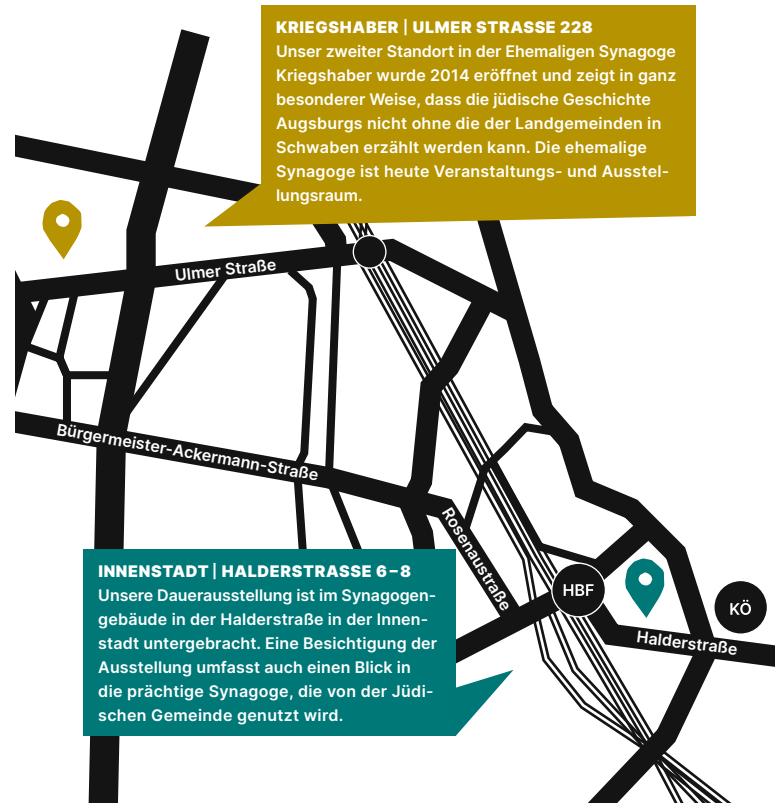 KRIEGSHABER | ULMER STRASSE 228
Unser zweiter Standort in der Ehemaligen Synagoge
Kriegshaber wurde 2014 eröffnet und zeigt in ganz
besonderer Weise, dass die jüdische Geschichte
Augsburgs nicht ohne die der Landgemeinden in
Schwaben erzählt werden kann. Die ehemalige
Synagoge ist heute Veranstaltungs- und Ausstel-
lungsraum.
Ulmer Straße
Bürgermeister-Ackermann-Straße
Rosenaustraße
INNENSTADT | HALDERSTRASSE 6–8
Unsere Dauerausstellung ist im Synagogen-
gebäude in der Halderstraße in der Innen-
stadt untergebracht. Eine Besichtigung der
Ausstellung umfasst auch einen Blick in
die prächtige Synagoge, die von der Jüdi-
schen Gemeinde genutzt wird.
HBF
KÖ
Halderstraße